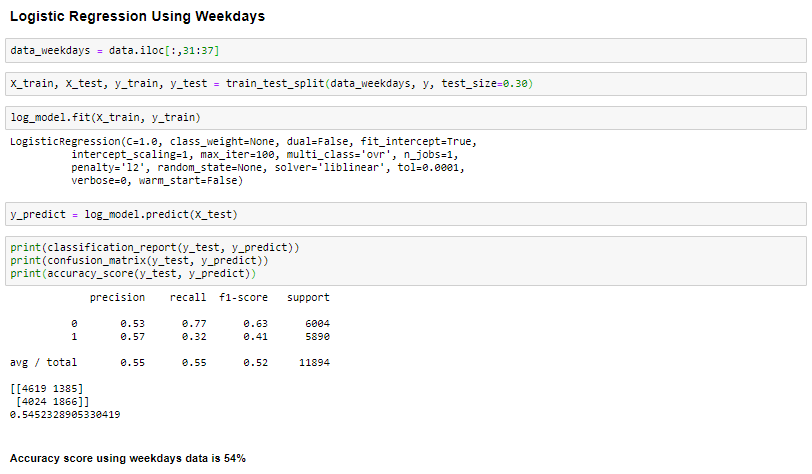 Logistic Regression Using Weekdays
data_weekdays = data.iloc[:,31:37]
X_train, X_test, y_train, y_test = train_test_split(data_weekdays, y, test_size=0.30)
log_model.fit(X_train, y_train)
LogisticRegression(C=1.0, class_weight=None, dual=False, fit_intercept=True,
intercept_scaling=1, max_iter=100, multi_class='ovr', n_jobs=1,
penalty='l2', random_state=None, solver='liblinear', tol=0.0001,
verbose=0, warm_start=False)
y_predict = log_model.predict(X_test)
print(classification_report(y_test, y_predict))
print(confusion_matrix(y_test, y_predict))
print(accuracy_score(y_test, y_predict))
precision recall f1-score support
0 0.53 0.77 0.63 6004
1 0.57 0.32 0.41 5890
avg / total 0.55 0.55 0.52 11894
[[4619 1385]
[4024 1866]]
0.5452328905330419
Accuracy score using weekdays data is 54%